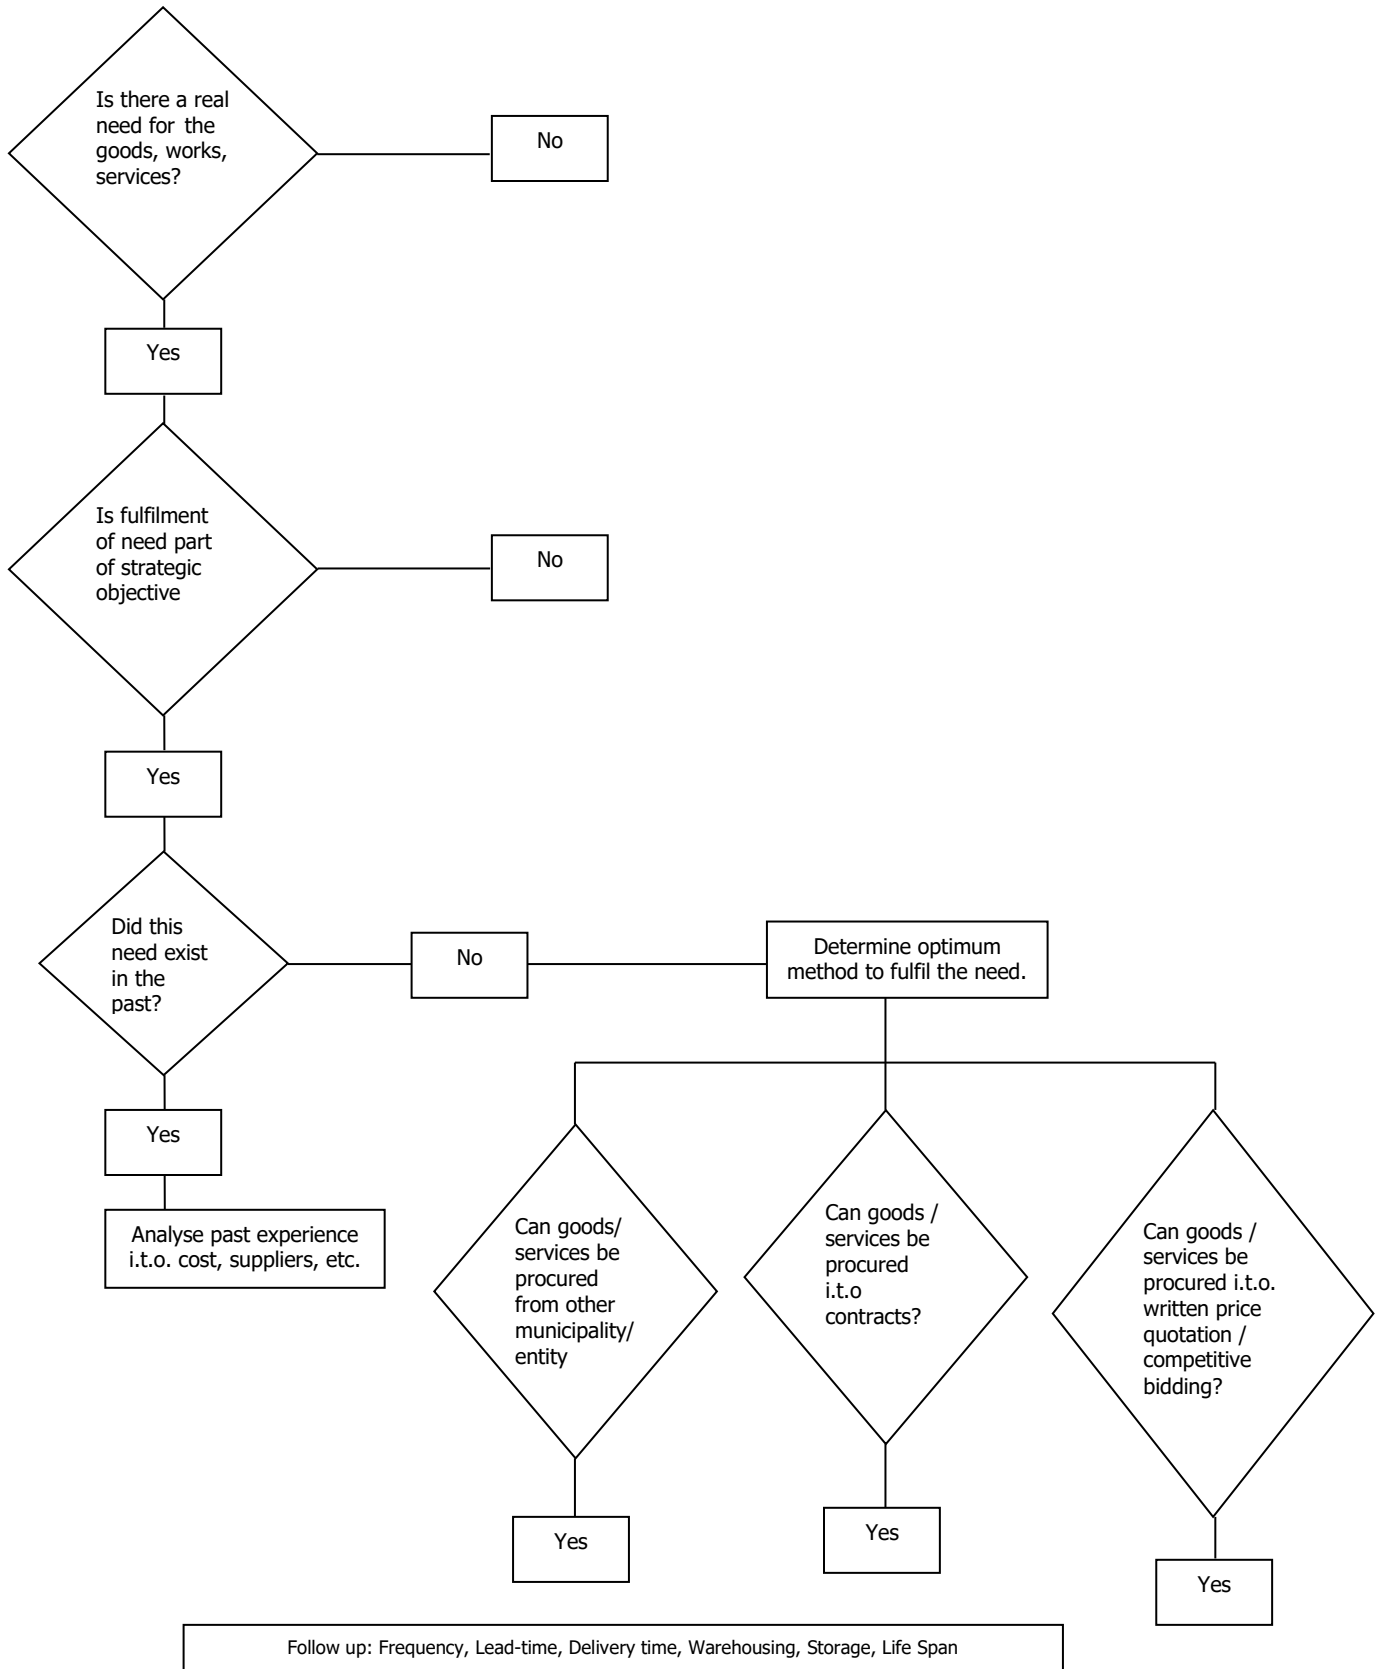 Is there a real
need for the
goods, works,
services?
No
Yes
Is fulfilment
of need part
of strategic
objective
No
Yes
Did this
need exist
in the
past?
No
Determine optimum
method to fulfil the need.
Yes
Analyse past experience
i.t.o. cost, suppliers, etc.
Can goods/
services be
procured
from other
municipality/
entity
Can goods /
services be
procured
i.t.o
contracts?
Can goods /
services be
procured i.t.o.
written price
quotation /
competitive
bidding?
Yes
Yes
Yes
Follow up: Frequency, Lead-time, Delivery time, Warehousing, Storage, Life Span